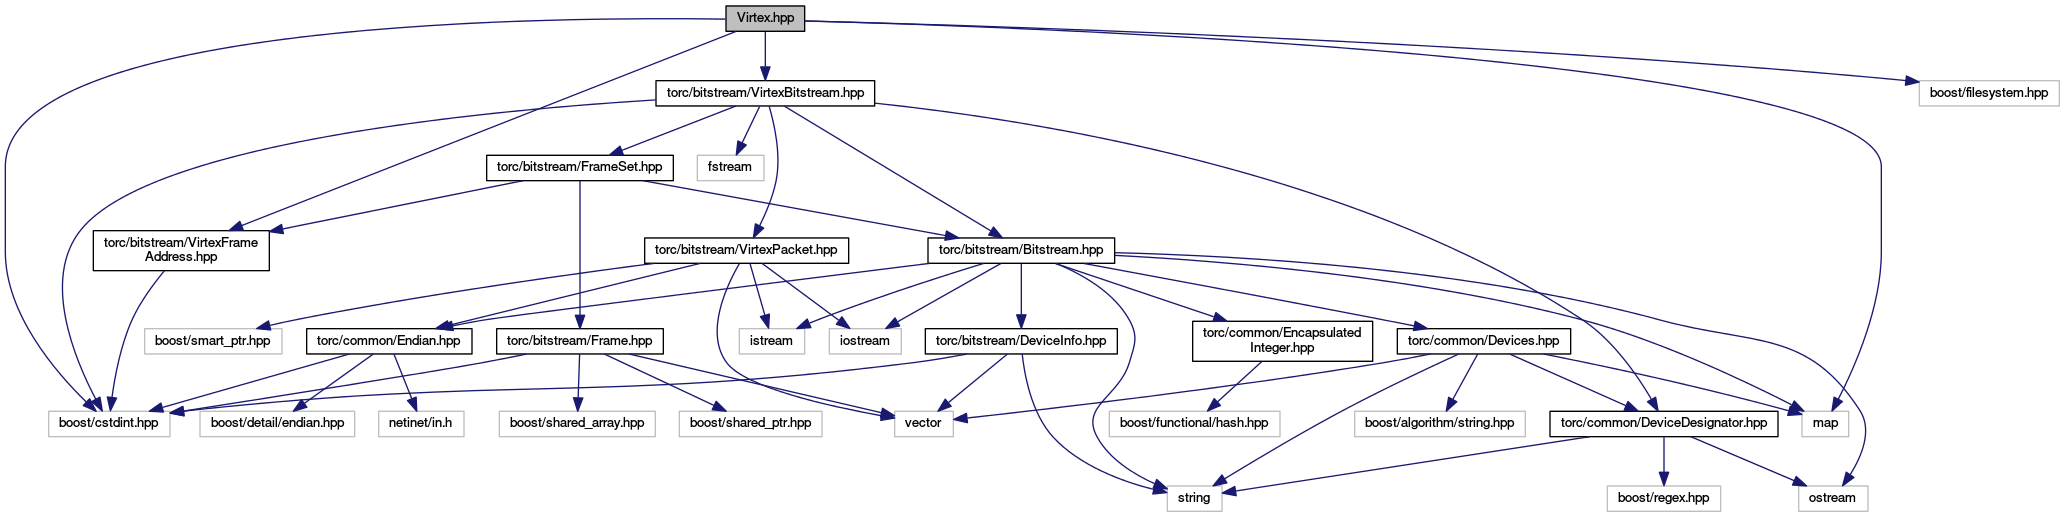 Virtex.hpp
torc/bitstream/VirtexBitstream.hpp
boost/filesystem.hpp
torc/bitstream/FrameSet.hpp
fstream
torc/bitstream/VirtexFrame
Address.hpp
torc/bitstream/VirtexPacket.hpp
torc/bitstream/Bitstream.hpp
boost/smart_ptr.hpp
torc/common/Endian.hpp
torc/bitstream/Frame.hpp
istream
iostream
torc/bitstream/DeviceInfo.hpp
torc/common/Encapsulated
Integer.hpp
torc/common/Devices.hpp
boost/cstdint.hpp
boost/detail/endian.hpp
netinet/in.h
boost/shared_array.hpp
boost/shared_ptr.hpp
vector
boost/functional/hash.hpp
boost/algorithm/string.hpp
torc/common/DeviceDesignator.hpp
map
string
boost/regex.hpp
ostream